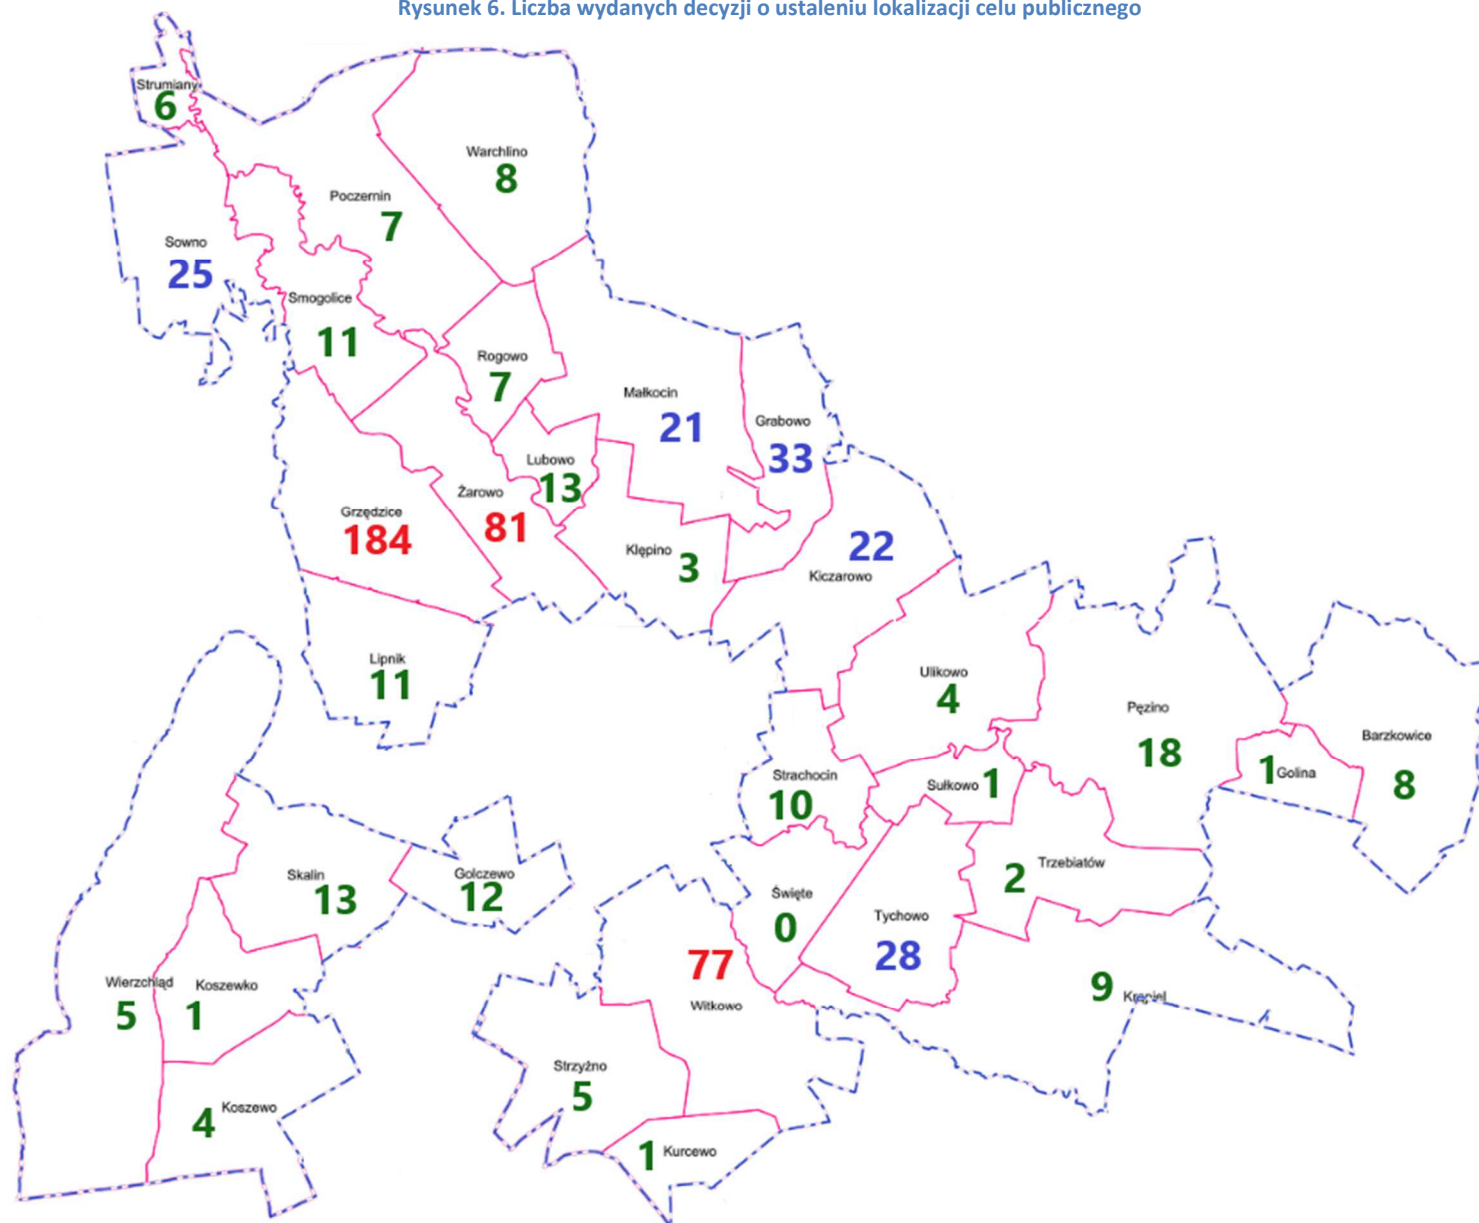 Rysunek 6. Liczba wydanych decyzji o ustaleniu lokalizacji celu publicznego
Strumiany
6
Warchlino
8
Poczernin
7
Sowno
25
Smogolice
11
Rogowo
7
Małkocin
21
Grabowo
33
Lubowo
13
Żarowo
81
Grzędzice
184
Klępino
3
22
Kiczarowo
Lipnik
11
Ulikowo
4
Pęzino
18
Barzkowice
8
1 Golina
Strachocin
10
Sułkowo 1
Trzebiatów
2
Skalin
13
Golczewo
12
Święte
0
Tychowo
28
77
Witkowo
9 Krąpiel
Wierzchląd
5
Koszewko
1
Strzyżno
5
Koszewo
4
1 Kurcewo